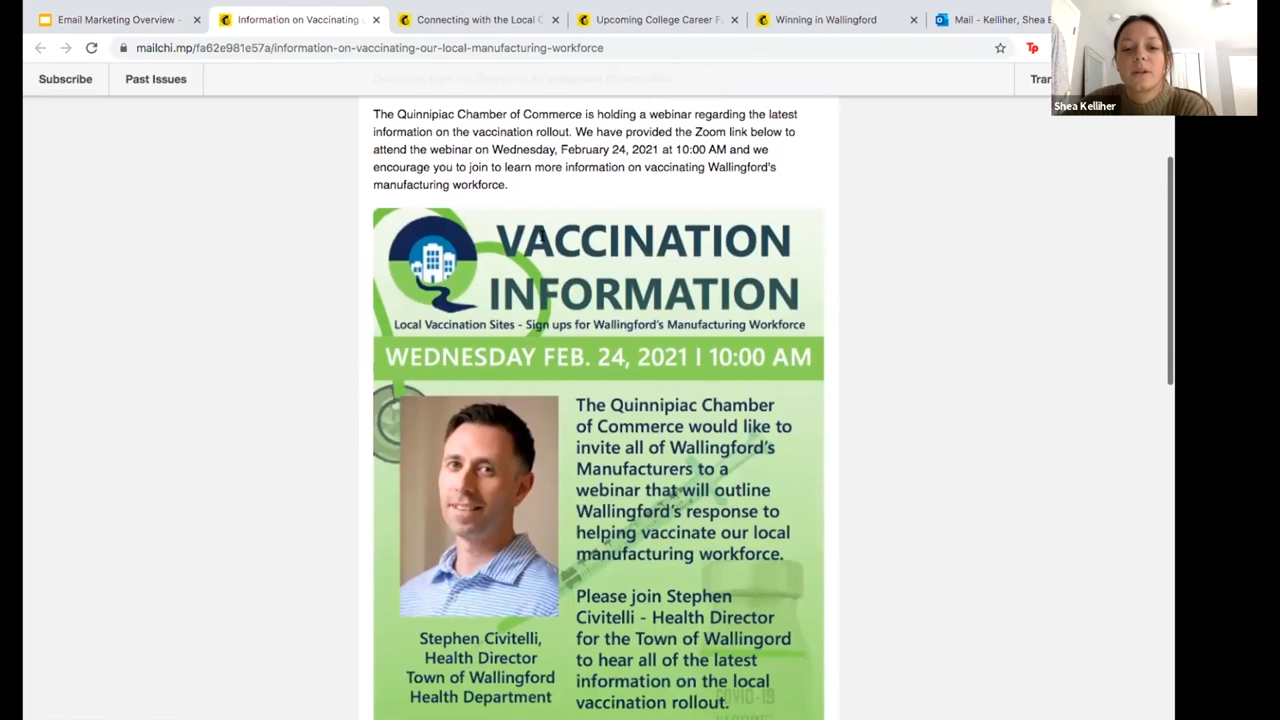 Email Marketing Overview -
Information on Vaccinating
Connecting with the Local C
Upcoming College Career F
Winning in Wallingford
Mail - Kelliher, Shea
mailchi.mp/fa62e981e57a/information-on-vaccinating-our-local-manufacturing-workforce
Tp
Subscribe
Past Issues
Tran
Shea Kelliher
The Quinnipiac Chamber of Commerce is holding a webinar regarding the latest
information on the vaccination rollout. We have provided the Zoom link below to
attend the webinar on Wednesday, February 24, 2021 at 10:00 AM and we
encourage you to join to learn more information on vaccinating Wallingford's
manufacturing workforce.
VACCINATION
INFORMATION
Local Vaccination Sites - Sign ups for Wallingford's Manufacturing Workforce
WEDNESDAY FEB. 24, 2021 I 10:00 AM
The Quinnipiac Chamber
of Commerce would like to
invite all of Wallingford's
Manufacturers to a
webinar that will outline
Wallingford's response to
helping vaccinate our local
manufacturing workforce.
Please join Stephen
Civitelli - Health Director
for the Town of Wallingord
to hear all of the latest
information on the local
vaccination rollout.
Stephen Civitelli,
Health Director
Town of Wallingford
Health Department
COVID-19